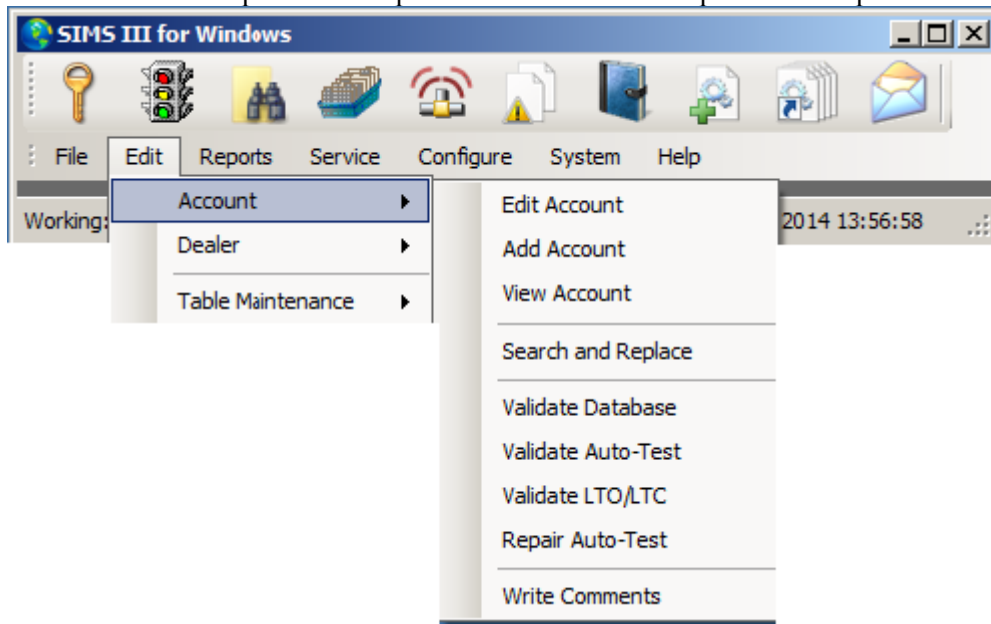 SIMS III for Windows
File Edit Reports Service Configure System Help
Account
Dealer
Table Maintenance
Edit Account
Add Account
View Account
Search and Replace
Validate Database
Validate Auto-Test
Validate LTO/LTC
Repair Auto-Test
Write Comments
Working: 2014 13:56:58